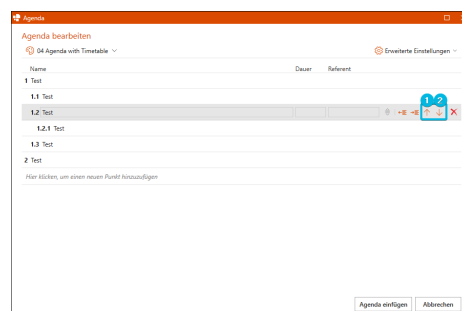 Agenda
Agenda bearbeiten
04 Agenda with Timetable
Erweiterte Einstellungen
Name Dauer Referent
1 Test
1.1 Test
1 2
1.2 Test
1.2.1 Test
1.3 Test
2 Test
Hier klicken, um einen neuen Punkt hinzuzufügen
Agenda einfügen Abbrechen